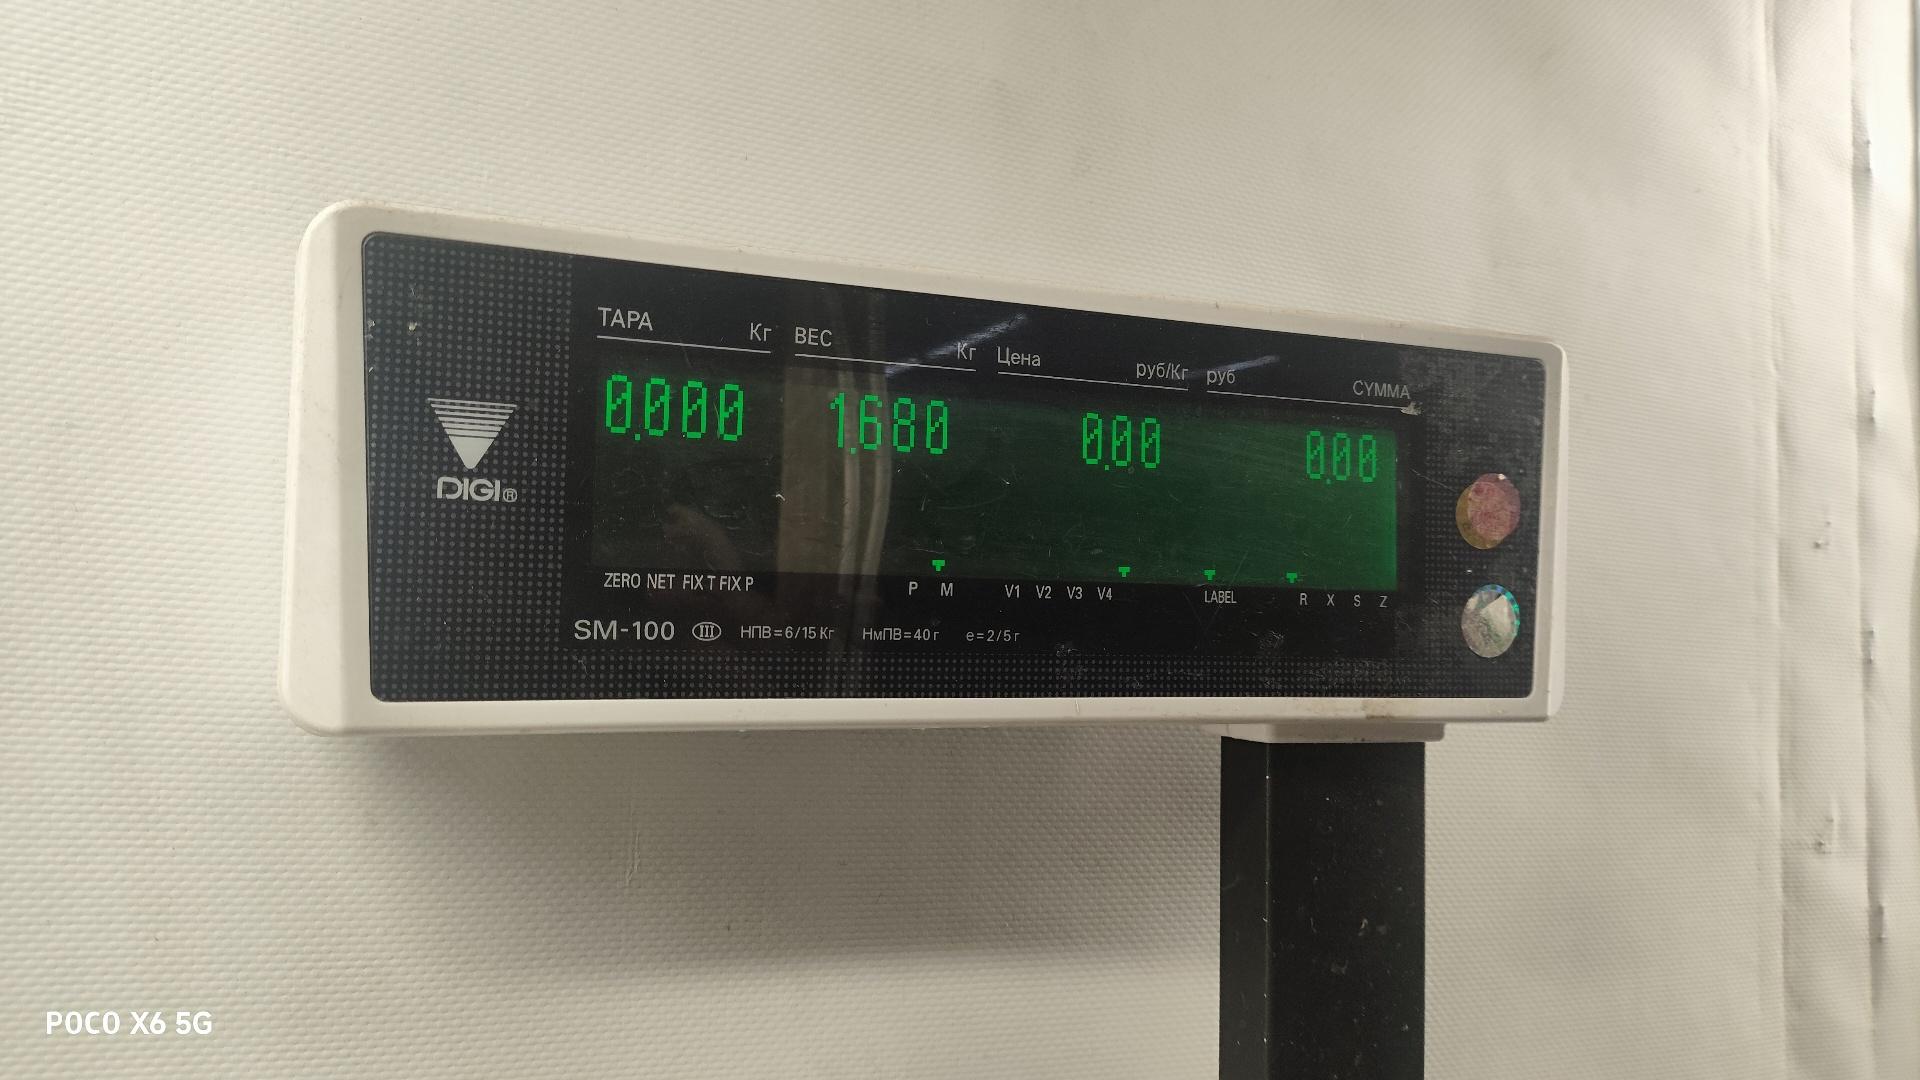 ТАРА Кг ВЕС Кг Цена руб/Кг руб СУММА
0.000 1.680 0.00 0.00
DIGI®
ZERO NET FIX T FIX P P M V1 V2 V3 V4 LABEL R X S Z
SM-100 III НПВ=6/15 Кг НмПВ=40 г е=2/5 г
POCO X6 5G